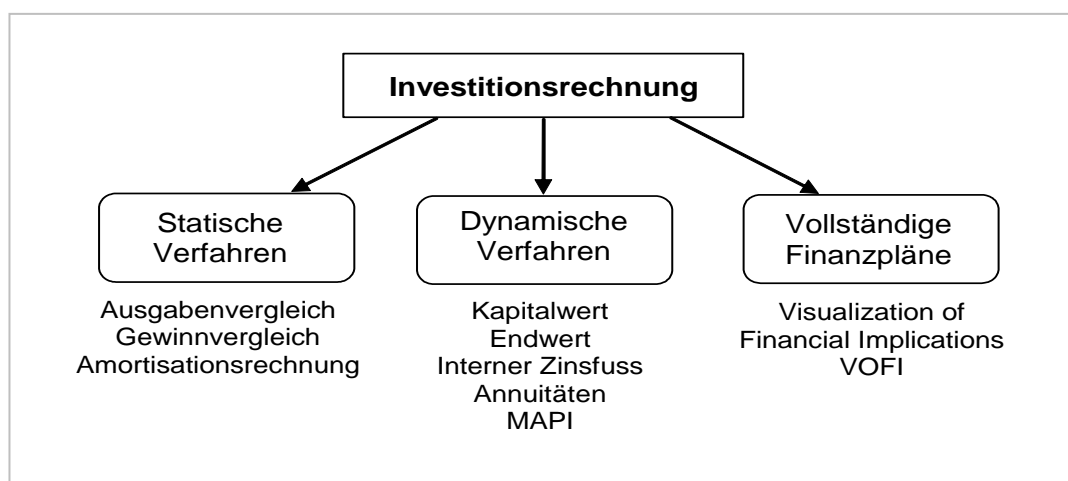 Investitionsrechnung
Statische
Verfahren
Ausgabenvergleich
Gewinnvergleich
Amortisationsrechnung
Dynamische
Verfahren
Kapitalwert
Endwert
Interner Zinsfuss
Annuitäten
MAPI
Vollständige
Finanzpläne
Visualization of
Financial Implications
VOFI